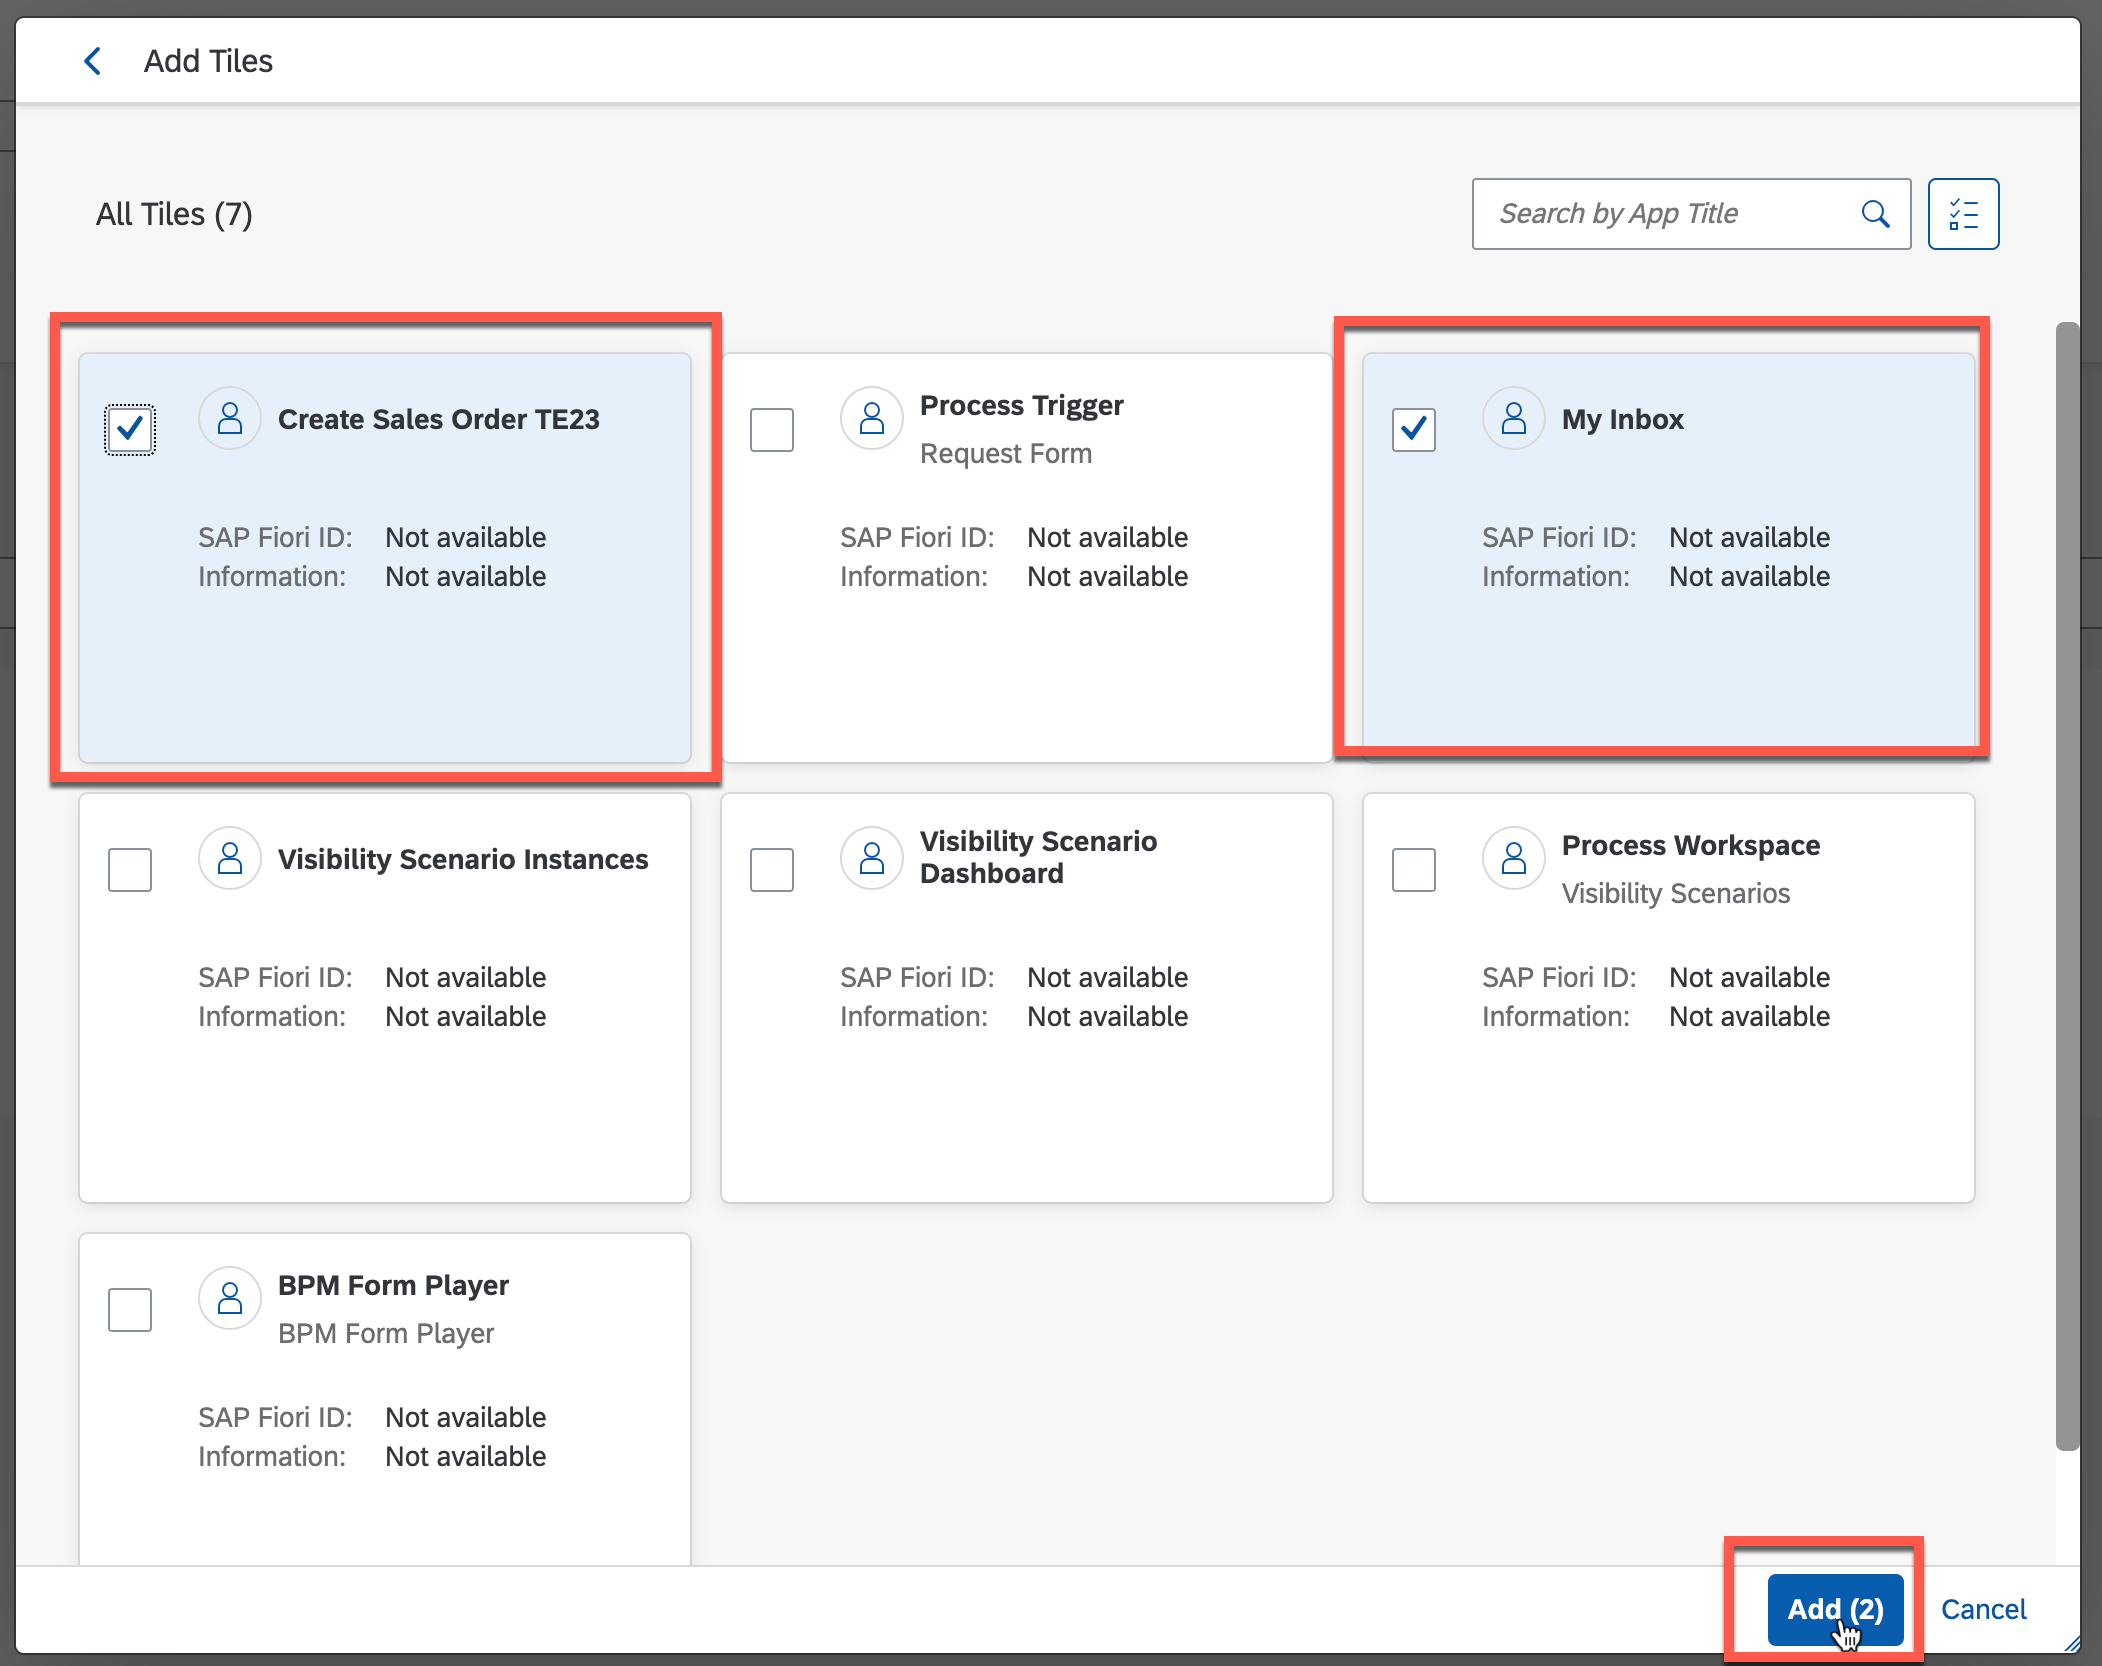 Add Tiles
All Tiles (7)
Search by App Title
Create Sales Order TE23
SAP Fiori ID: Not available
Information: Not available
Process Trigger
Request Form
SAP Fiori ID: Not available
Information: Not available
My Inbox
SAP Fiori ID: Not available
Information: Not available
Visibility Scenario Instances
SAP Fiori ID: Not available
Information: Not available
Visibility Scenario
Dashboard
SAP Fiori ID: Not available
Information: Not available
Process Workspace
Visibility Scenarios
SAP Fiori ID: Not available
Information: Not available
BPM Form Player
BPM Form Player
SAP Fiori ID: Not available
Information: Not available
Add (2)
Cancel